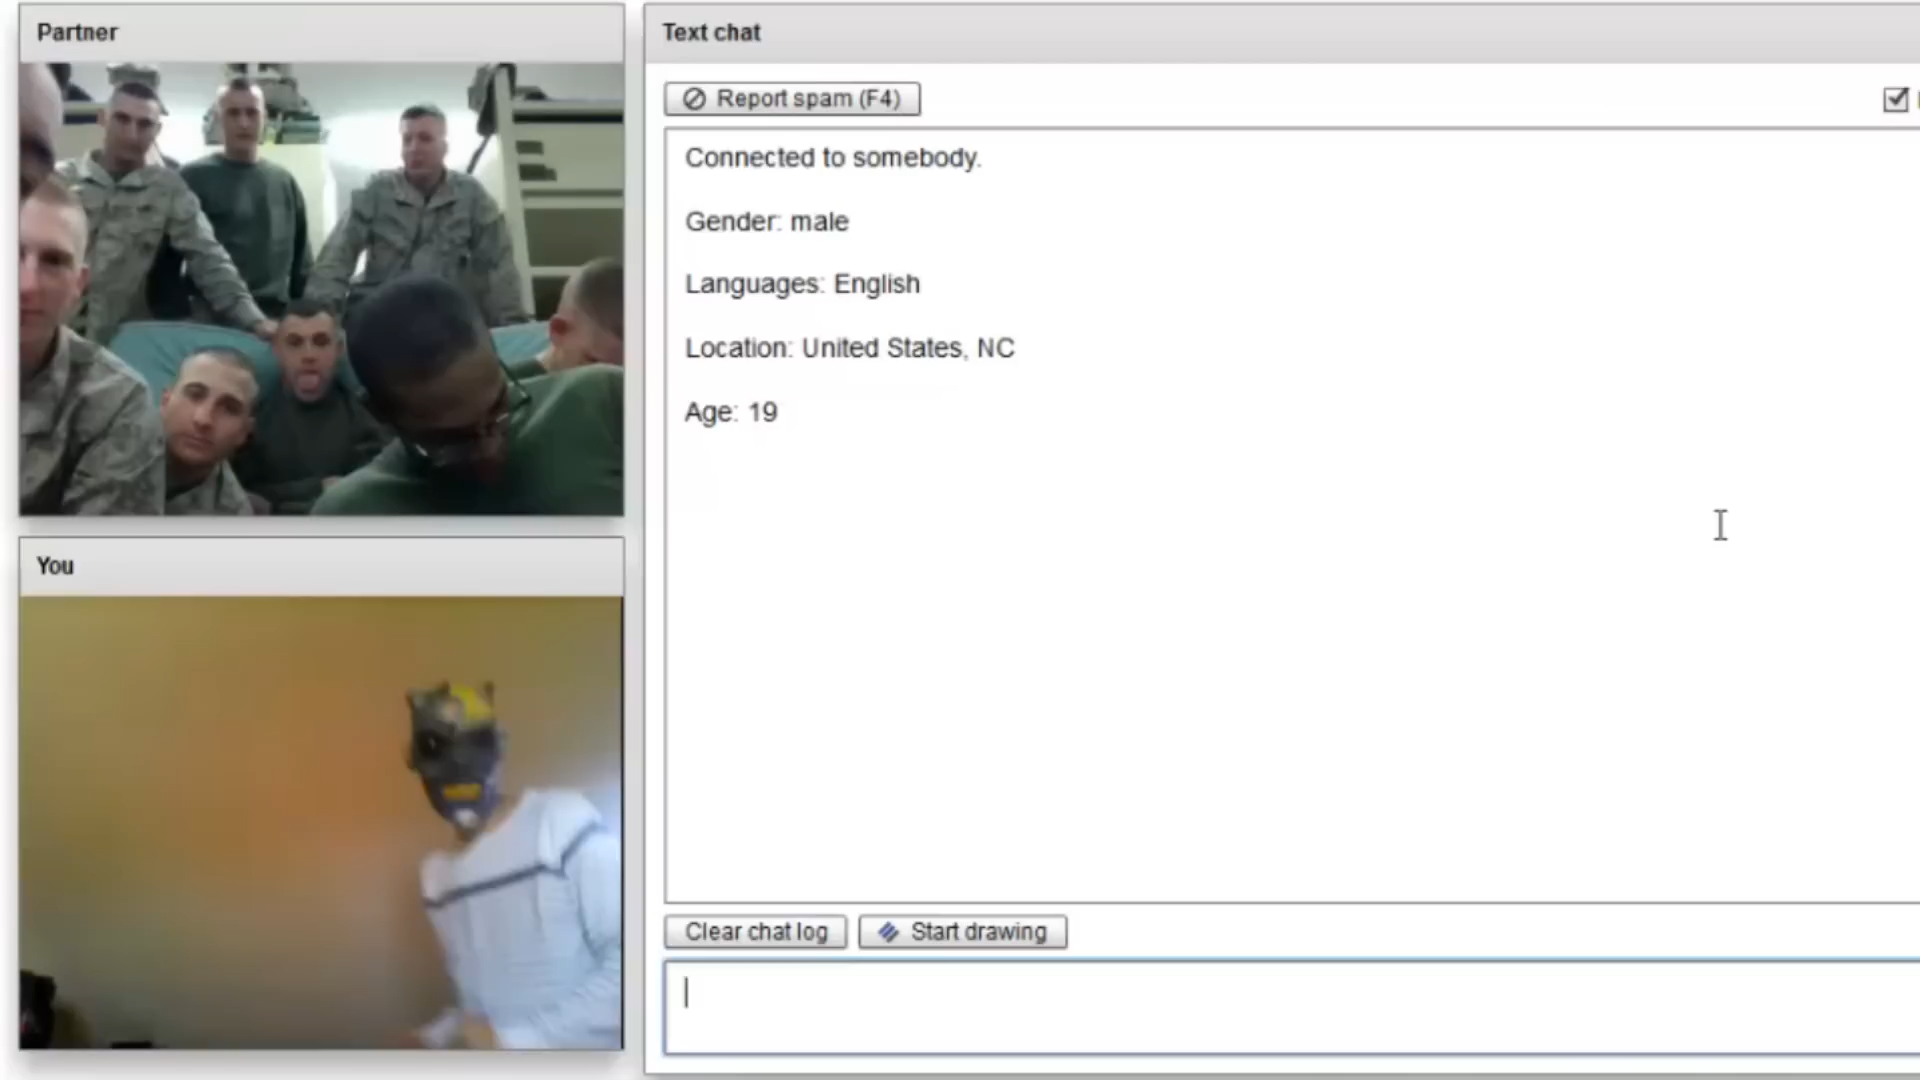 Partner
Text chat
Report spam (F4)
Connected to somebody.
Gender: male
Languages: English
Location: United States, NC
Age: 19
You
Clear chat log
Start drawing